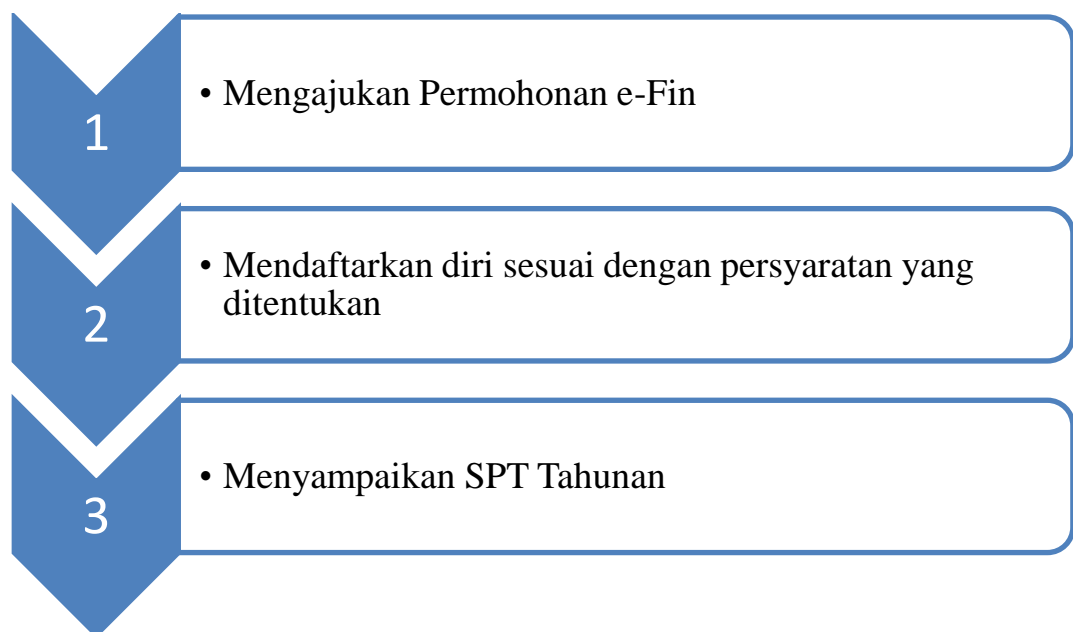 1
• Mengajukan Permohonan e-Fin
2
• Mendaftarkan diri sesuai dengan persyaratan yang
ditentukan
3
• Menyampaikan SPT Tahunan